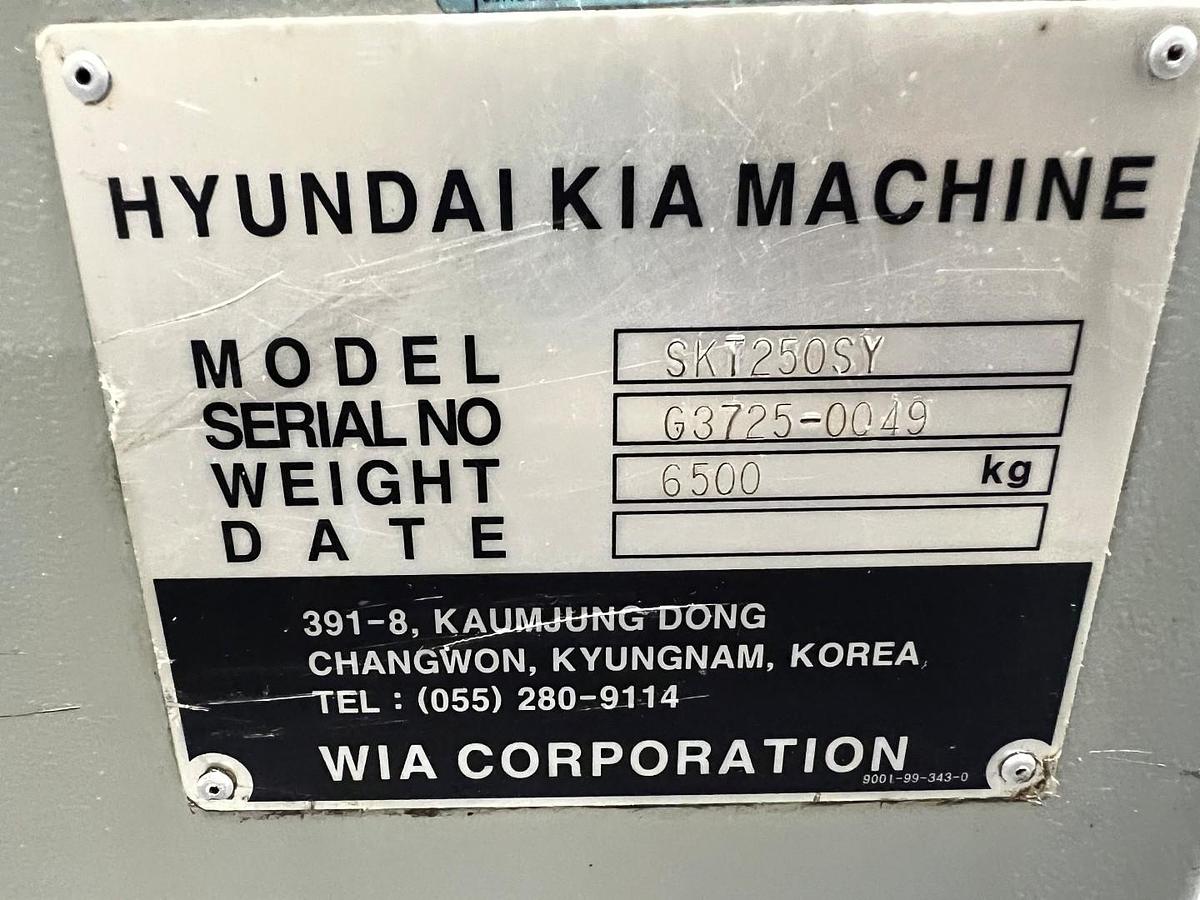 HYUNDAI KIA MACHINE
MODEL SKT250SY
SERIAL NO G3725-0049
WEIGHT 6500 kg
DATE
391-8, KAUMJUNG DONG
CHANGWON, KYUNGNAM, KOREA,
TEL : (055) 280-9114
WIA CORPORATION
9001-99-343-0